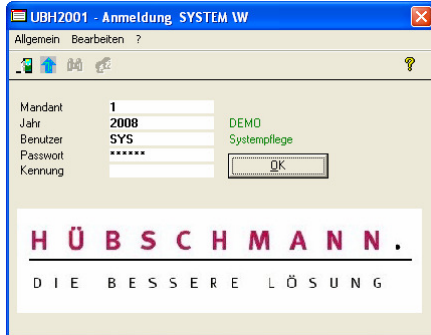 UBH2001 - Anmeldung SYSTEM \W
Allgemein Bearbeiten ?
Mandant 1
Jahr 2008 DEMO
Benutzer SYS Systempflege
Passwort ••••••
Kennung
OK
HÜBSCHMANN.
DIE BESSERE LÖSUNG